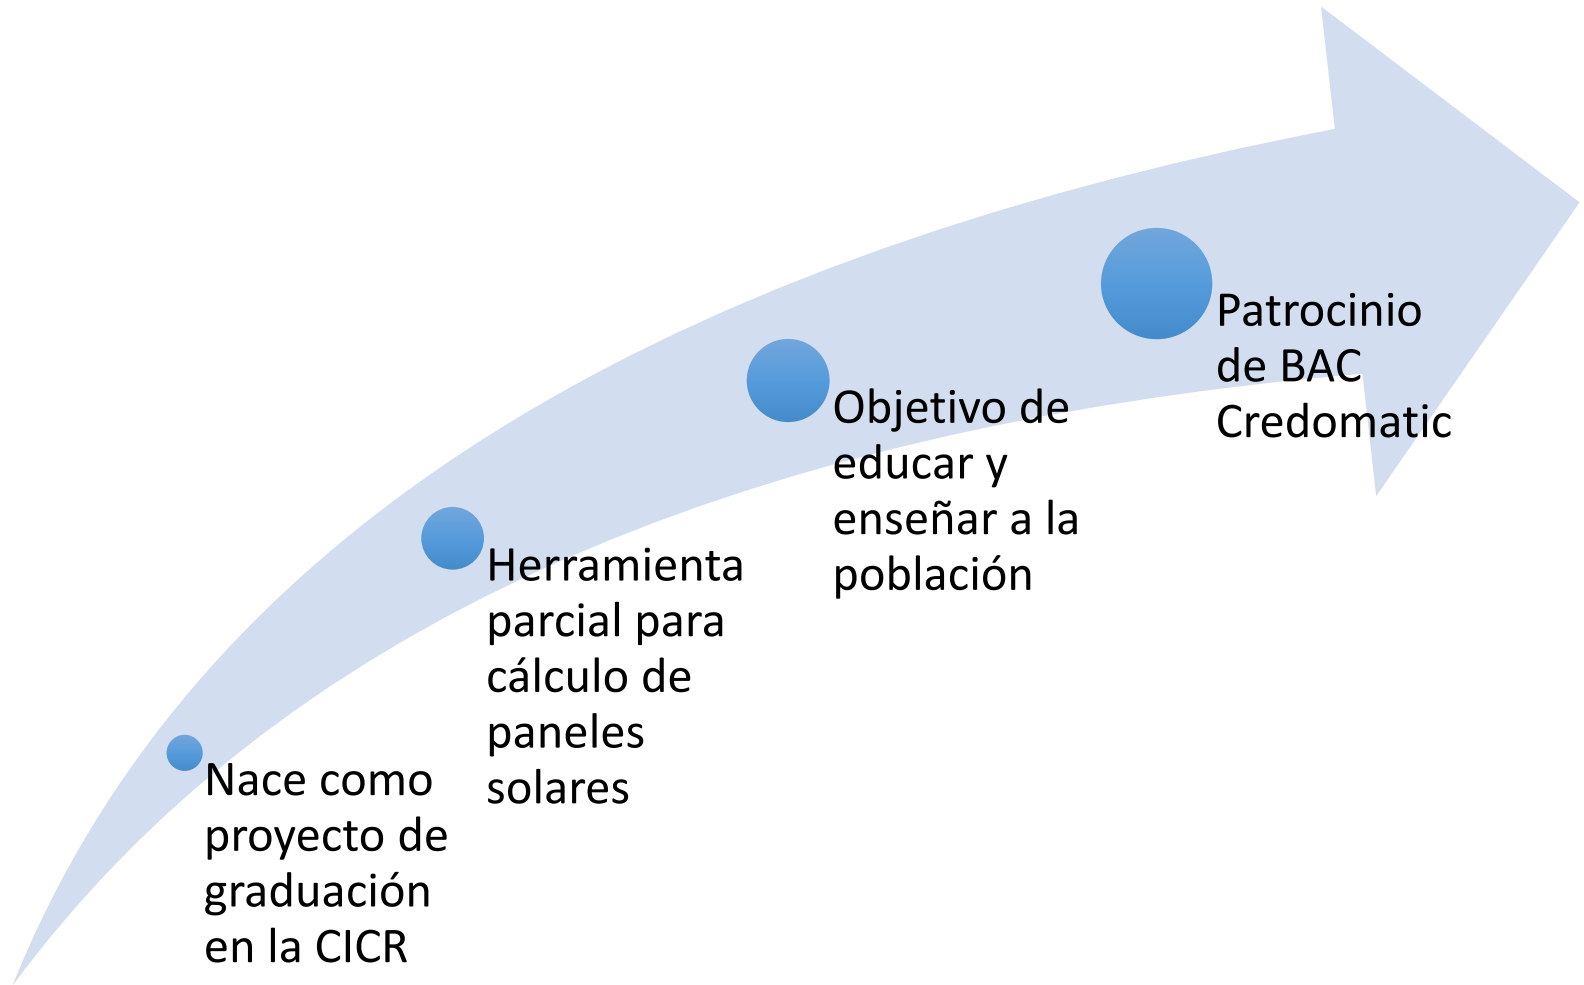 Nace como
proyecto de
graduación
en la CICR
Herramienta
parcial para
cálculo de
paneles
solares
Objetivo de
educar y
enseñar a la
población
Patrocinio
de BAC
Credomatic